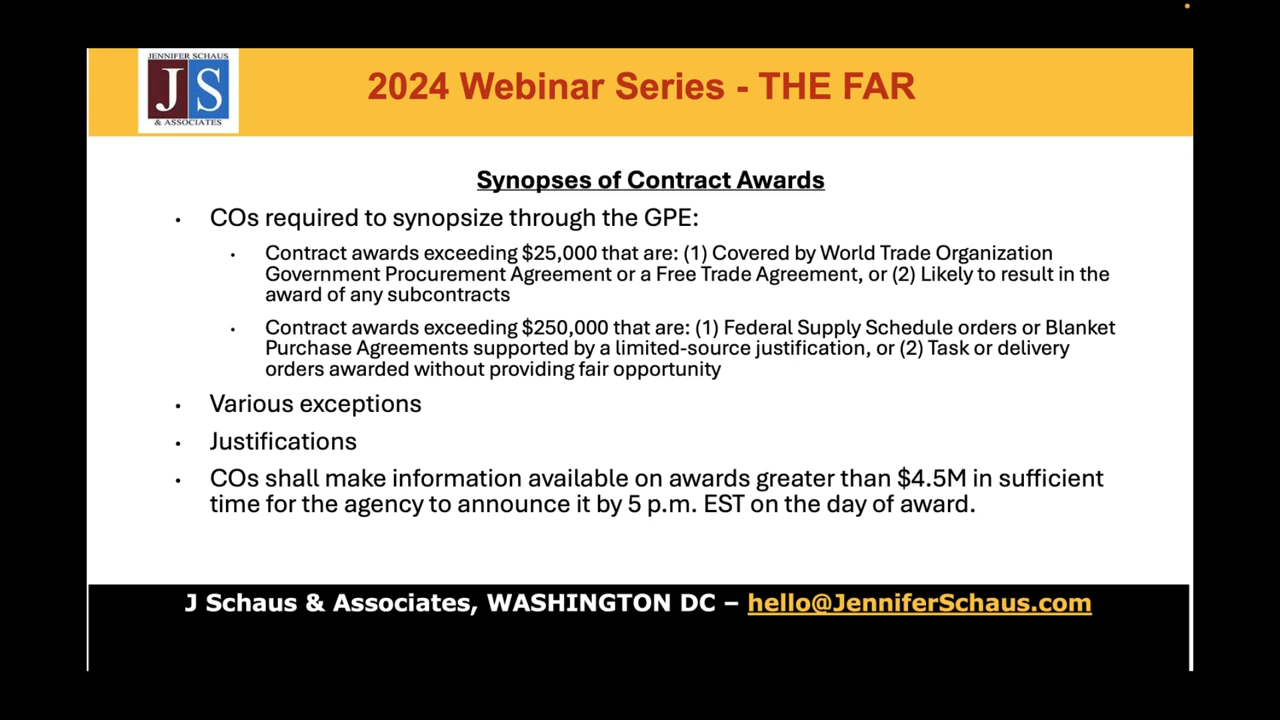 JENNIFER SCHAUS
JS
& ASSOCIATES
2024 Webinar Series - THE FAR
Synopses of Contract Awards
• COs required to synopsize through the GPE:
• Contract awards exceeding $25,000 that are: (1) Covered by World Trade Organization
Government Procurement Agreement or a Free Trade Agreement, or (2) Likely to result in the
award of any subcontracts
• Contract awards exceeding $250,000 that are: (1) Federal Supply Schedule orders or Blanket
Purchase Agreements supported by a limited-source justification, or (2) Task or delivery
orders awarded without providing fair opportunity
• Various exceptions
• Justifications
• COs shall make information available on awards greater than $4.5M in sufficient
time for the agency to announce it by 5 p.m. EST on the day of award.
J Schaus & Associates, WASHINGTON DC – hello@JenniferSchaus.com